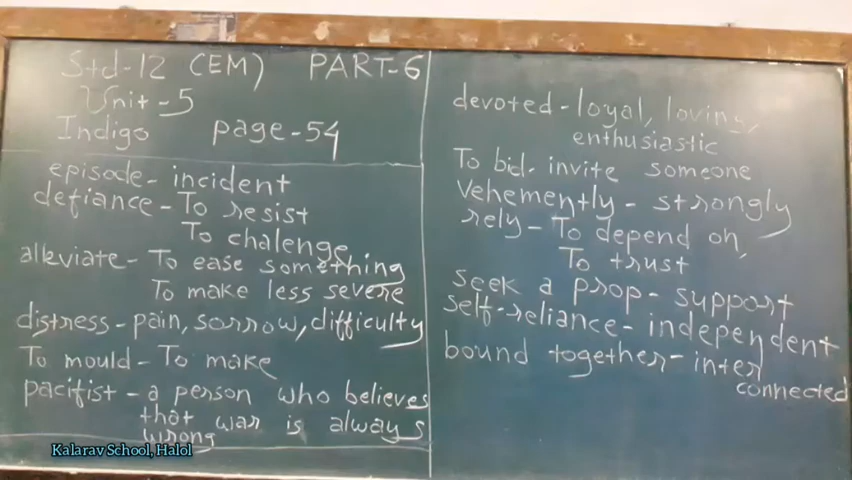 Std-12 (EM) PART-6
Unit-5
Indigo page-54
episode- incident
defiance - To resist
To chalenge
alleviate - To ease something
To make less severe
distress - pain, sorrow, difficulty
To mould - To make
pacifist - a person who believes
that war is always
wrong
devoted - loyal, loving,
enthusiastic
To bid- invite someone
Vehemently - strongly
rely - To depend on,
To trust
seek a prop - support
self-reliance - independent
bound together - inter
connected
Kalarav School, Halol